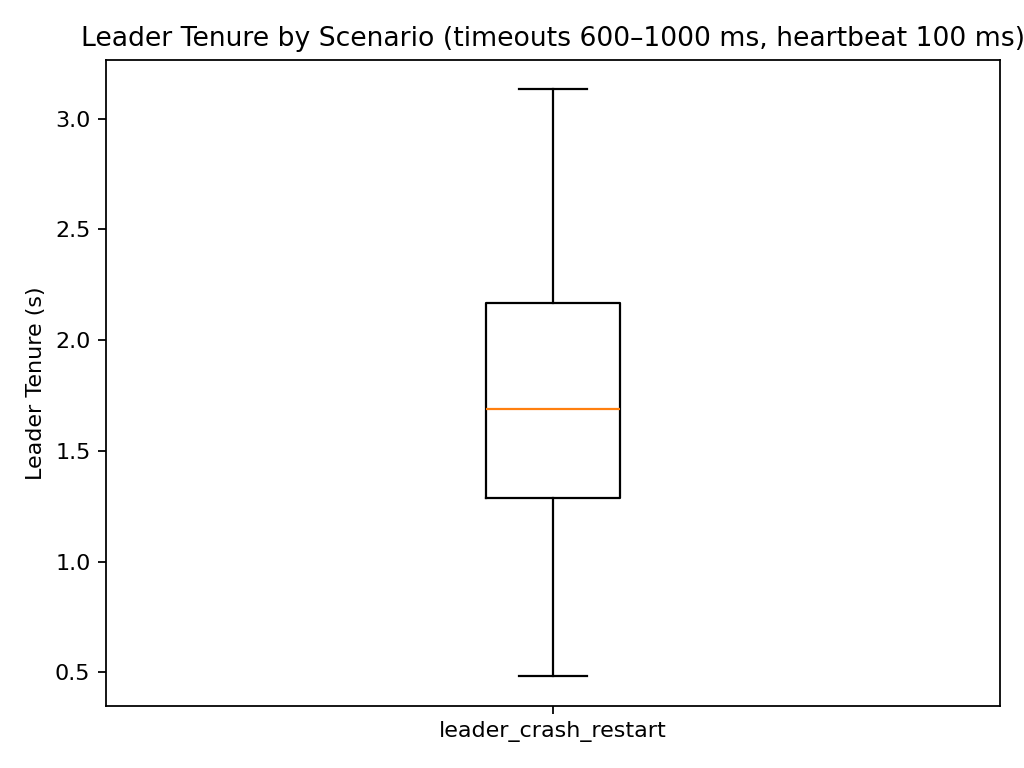 Leader Tenure by Scenario (timeouts 600–1000 ms, heartbeat 100 ms)
Leader Tenure (s)
3.0
2.5
2.0
1.5
1.0
0.5
leader_crash_restart